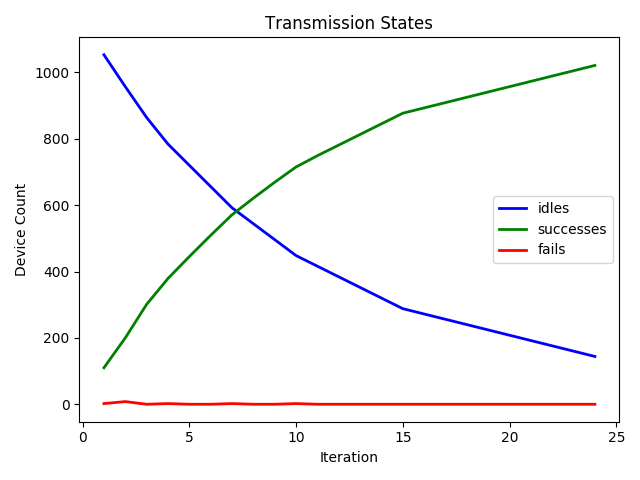 Transmission States
Device Count
1000
800
600
400
200
0
idles
successes
fails
0 5 10 15 20 25
Iteration